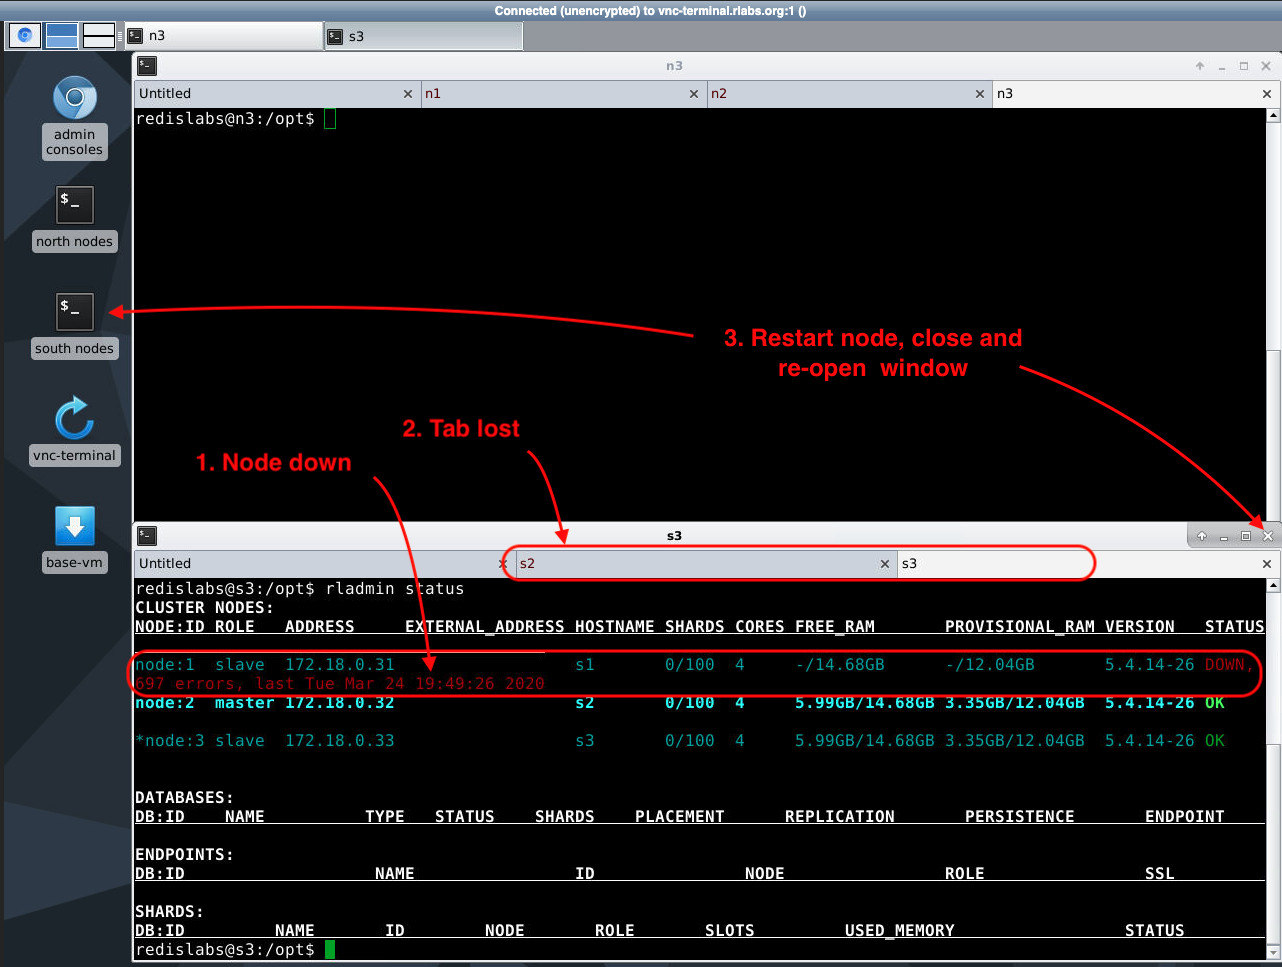 Connected (unencrypted) to vnc-terminal.rlabs.org:1 ()
n3
s3
n3
Untitled
n1
n2
n3
redislabs@n3:/opt$
admin
consoles
$_
north nodes
$_
south nodes
vnc-terminal
base-vm
3. Restart node, close and
re-open window
2. Tab lost
1. Node down
s3
Untitled
s2
s3
redislabs@s3:/opt$ rladmin status
CLUSTER NODES:
NODE:ID ROLE ADDRESS EXTERNAL_ADDRESS HOSTNAME SHARDS CORES FREE_RAM PROVISIONAL_RAM VERSION STATUS
node:1 slave 172.18.0.31 s1 0/100 4 -/14.68GB -/12.04GB 5.4.14-26 DOWN,
697 errors, last Tue Mar 24 19:49:26 2020
node:2 master 172.18.0.32 s2 0/100 4 5.99GB/14.68GB 3.35GB/12.04GB 5.4.14-26 OK
*node:3 slave 172.18.0.33 s3 0/100 4 5.99GB/14.68GB 3.35GB/12.04GB 5.4.14-26 OK
DATABASES:
DB:ID NAME TYPE STATUS SHARDS PLACEMENT REPLICATION PERSISTENCE ENDPOINT
ENDPOINTS:
DB:ID NAME ID NODE ROLE SSL
SHARDS:
DB:ID NAME ID NODE ROLE SLOTS USED_MEMORY STATUS
redislabs@s3:/opt$